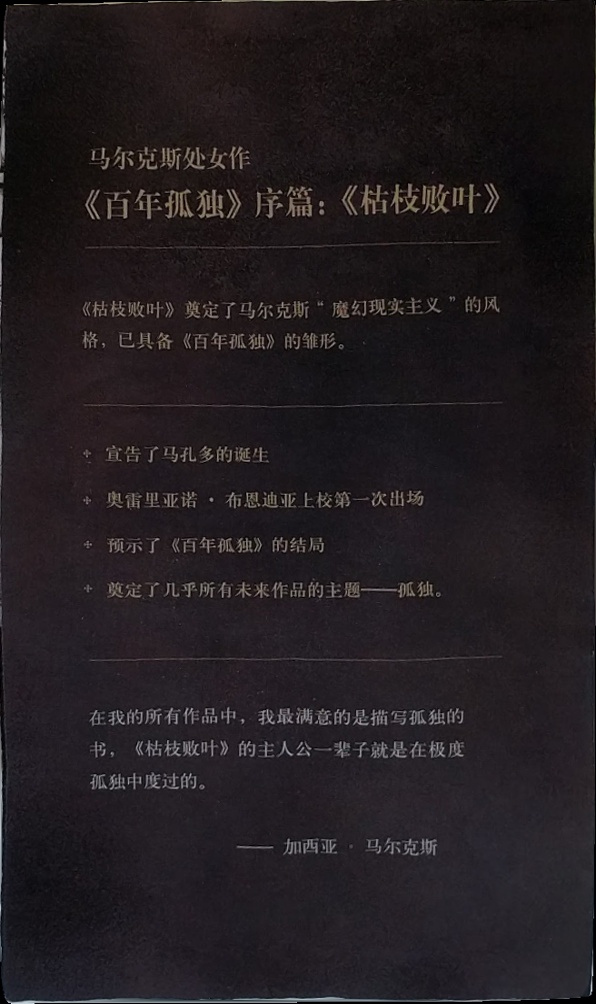 马尔克斯处女作
《百年孤独》序篇：《枯枝败叶》
《枯枝败叶》奠定了马尔克斯“魔幻现实主义”的风
格，已具备《百年孤独》的雏形。
宣告了马孔多的诞生
奥雷里亚诺·布恩迪亚上校第一次出场
预示了《百年孤独》的结局
奠定了几乎所有未来作品的主题——孤独。
在我的所有作品中，我最满意的是描写孤独的
书，《枯枝败叶》的主人公一辈子就是在极度
孤独中度过的。
—— 加西亚·马尔克斯